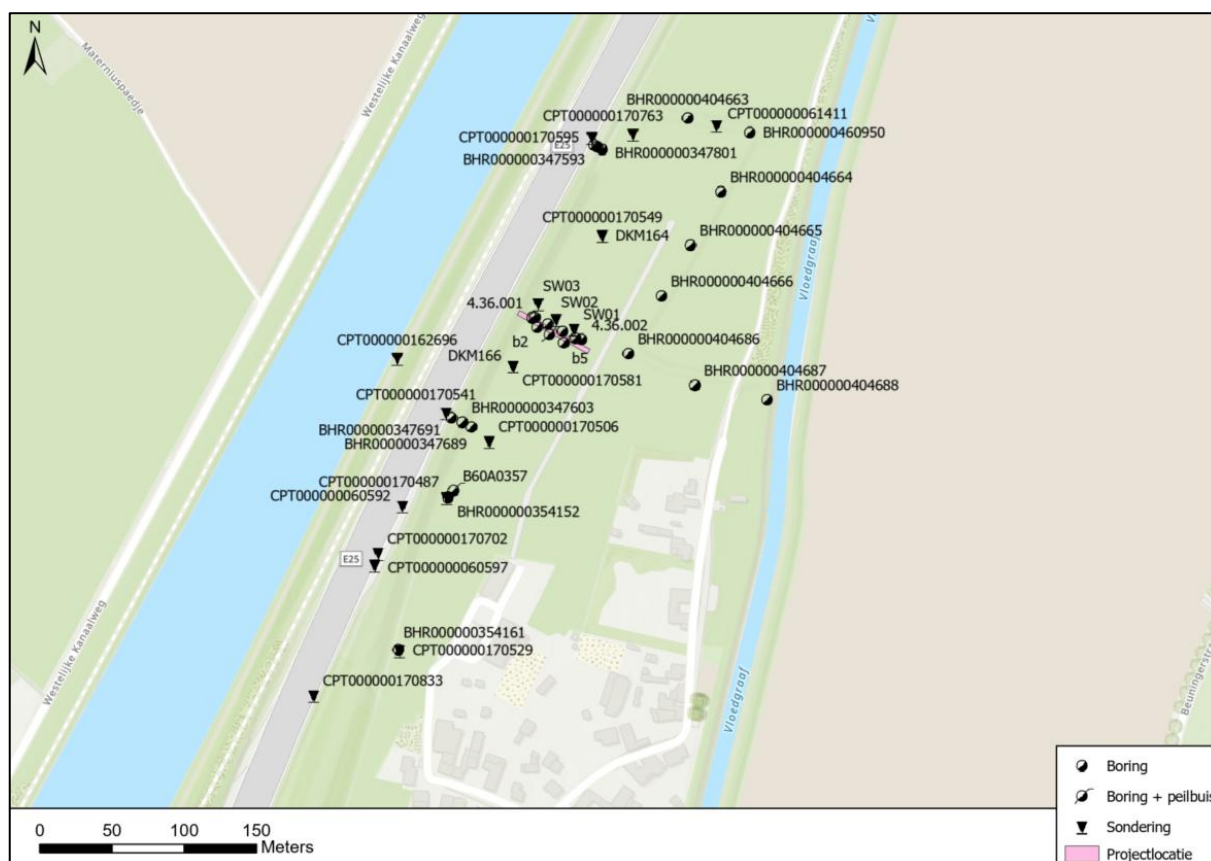 N
Materniuspaedje
Westelijke Kanaalweg
BHR000000404663
CPT000000170763
CPT000000061411
CPT000000170595
E25
BHR000000460950
BHR000000347593
BHR000000347801
BHR000000404664
CPT000000170549
DKM164
BHR000000404665
Vloedgraaf
BHR000000404666
SW03
4.36.001
SW02
SW01
4.36.002
b2
b5
CPT000000162696
BHR000000404686
DKM166
CPT000000170581
BHR000000404687
BHR000000404688
CPT000000170541
BHR000000347603
BHR000000347691
CPT000000170506
BHR000000347689
CPT000000170487
B60A0357
CPT000000060592
BHR000000354152
CPT000000170702
E25
CPT000000060597
BHR000000354161
CPT000000170529
CPT000000170833
Westelijke Kanaalweg
Vloedgraaf
Beuningerstr
Boring
Boring + peilbuis
Sondering
Projectlocatie
0 50 100 150
Meters